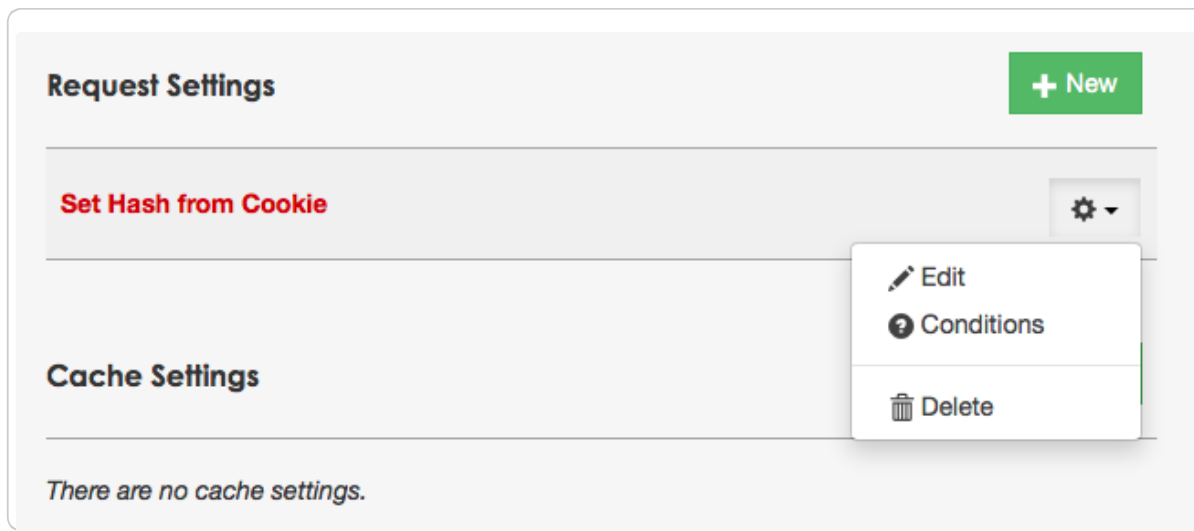 Request Settings
New
Set Hash from Cookie
Edit
Conditions
Cache Settings
Delete
There are no cache settings.